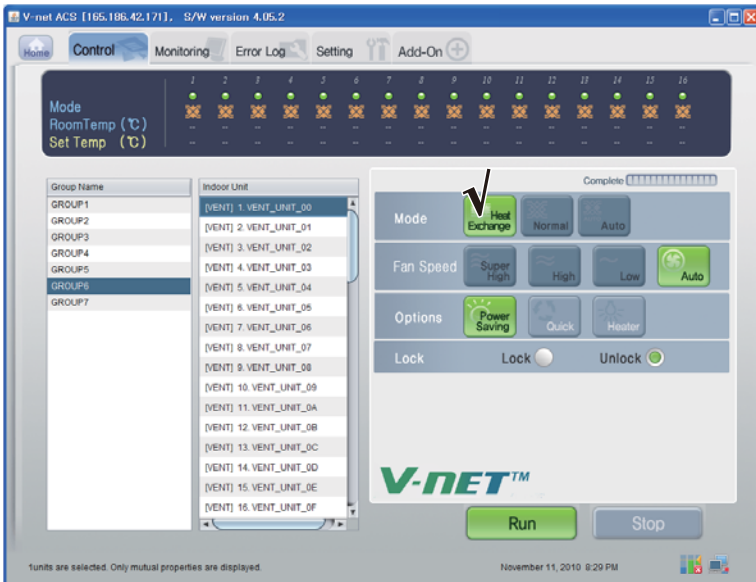 V-net ACS [165.186.42.171],   S/W version 4.05.2
Home Control Monitoring Error Log Setting Add-On
1 2 3 4 5 6 7 8 9 10 11 12 13 14 15 16
Mode
RoomTemp (℃) -- -- -- -- -- -- -- -- -- -- -- -- -- -- -- --
Set Temp (℃) -- -- -- -- -- -- -- -- -- -- -- -- -- -- -- --
Group Name
GROUP1
GROUP2
GROUP3
GROUP4
GROUP5
GROUP6
GROUP7
Indoor Unit
[VENT] 1. VENT_UNIT_00
[VENT] 2. VENT_UNIT_01
[VENT] 3. VENT_UNIT_02
[VENT] 4. VENT_UNIT_03
[VENT] 5. VENT_UNIT_04
[VENT] 6. VENT_UNIT_05
[VENT] 7. VENT_UNIT_06
[VENT] 8. VENT_UNIT_07
[VENT] 9. VENT_UNIT_08
[VENT] 10. VENT_UNIT_09
[VENT] 11. VENT_UNIT_0A
[VENT] 12. VENT_UNIT_0B
[VENT] 13. VENT_UNIT_0C
[VENT] 14. VENT_UNIT_0D
[VENT] 15. VENT_UNIT_0E
[VENT] 16. VENT_UNIT_0F
Complete
√
Mode Heat Exchange Normal Auto
Fan Speed Super High High Low Auto
Options Power Saving Quick Heater
Lock Lock Unlock
V-NET™
Run Stop
1units are selected. Only mutual properties are displayed.
November 11, 2010 8:29 PM